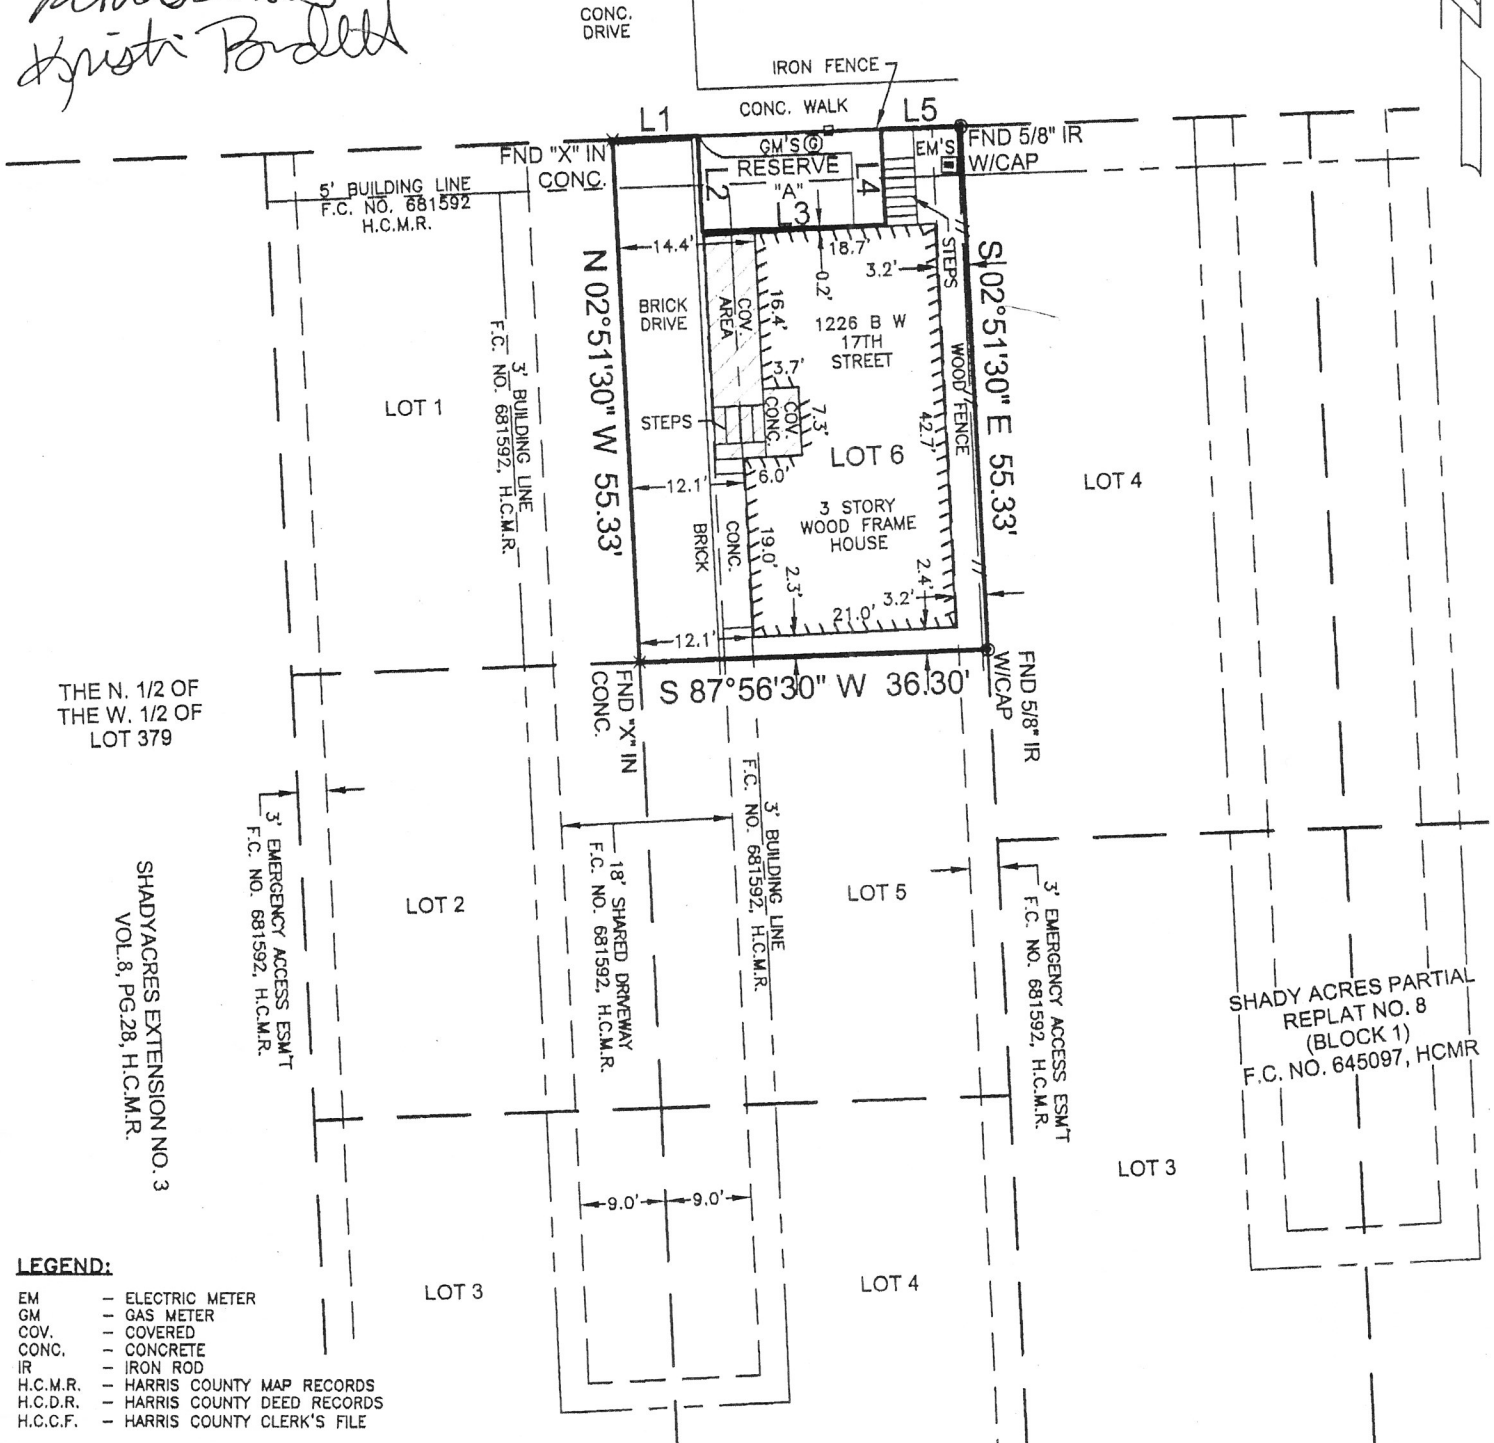 Kristi
CONC.
DRIVE
IRON FENCE
CONC. WALK
L1
L5
FND "X" IN
CONC.
GM'S G
EM'S
FND 5/8" IR
W/CAP
RESERVE
"A"
L2
L4
L3
5' BUILDING LINE
F.C. NO. 681592
H.C.M.R.
14.4'
18.7'
3.2'
0.2'
STEPS
N 02°51'30" W 55.33'
S 02°51'30" E 55.33'
BRICK
DRIVE
COV.
AREA
16.4'
1226 B W
17TH
STREET
WOOD FENCE
3' BUILDING LINE
F.C. NO. 681592, H.C.M.R.
3.7'
LOT 1
STEPS
COV.
CONC.
7.3'
42.7'
LOT 6
LOT 4
12.1'
6.0'
3 STORY
WOOD FRAME
HOUSE
BRICK
CONC.
19.0'
2.3'
2.4'
3.2'
21.0'
12.1'
S 87°56'30" W 36.30'
FND "X" IN
CONC.
FND 5/8" IR
W/CAP
THE N. 1/2 OF
THE W. 1/2 OF
LOT 379
3' EMERGENCY ACCESS ESM'T
F.C. NO. 681592, H.C.M.R.
18' SHARED DRIVEWAY
F.C. NO. 681592, H.C.M.R.
3' BUILDING LINE
F.C. NO. 681592, H.C.M.R.
3' EMERGENCY ACCESS ESM'T
F.C. NO. 681592, H.C.M.R.
LOT 2
LOT 5
SHADYACRES EXTENSION NO. 3
VOL.8, PG.28, H.C.M.R.
SHADY ACRES PARTIAL
REPLAT NO. 8
(BLOCK 1)
F.C. NO. 645097, HCMR
LOT 3
9.0'
9.0'
LOT 3
LOT 4
LEGEND:
EM – ELECTRIC METER
GM – GAS METER
COV. – COVERED
CONC. – CONCRETE
IR – IRON ROD
H.C.M.R. – HARRIS COUNTY MAP RECORDS
H.C.D.R. – HARRIS COUNTY DEED RECORDS
H.C.C.F. – HARRIS COUNTY CLERK'S FILE